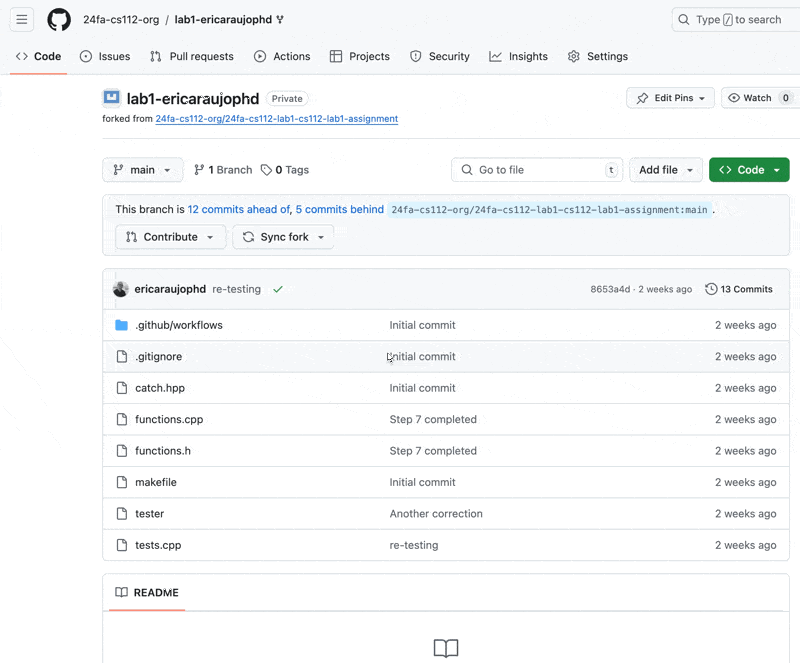 24fa-cs112-org / lab1-ericaraujophd
Type / to search
Code Issues Pull requests Actions Projects Security Insights Settings
lab1-ericaraujophd Private
Edit Pins Watch 0
forked from 24fa-cs112-org/24fa-cs112-lab1-cs112-lab1-assignment
main 1 Branch 0 Tags Go to file t Add file Code
This branch is 12 commits ahead of, 5 commits behind 24fa-cs112-org/24fa-cs112-lab1-cs112-lab1-assignment:main .
Contribute Sync fork
ericaraujophd re-testing 8653a4d · 2 weeks ago 13 Commits
.github/workflows Initial commit 2 weeks ago
.gitignore Initial commit 2 weeks ago
catch.hpp Initial commit 2 weeks ago
functions.cpp Step 7 completed 2 weeks ago
functions.h Step 7 completed 2 weeks ago
makefile Initial commit 2 weeks ago
tester Another correction 2 weeks ago
tests.cpp re-testing 2 weeks ago
README